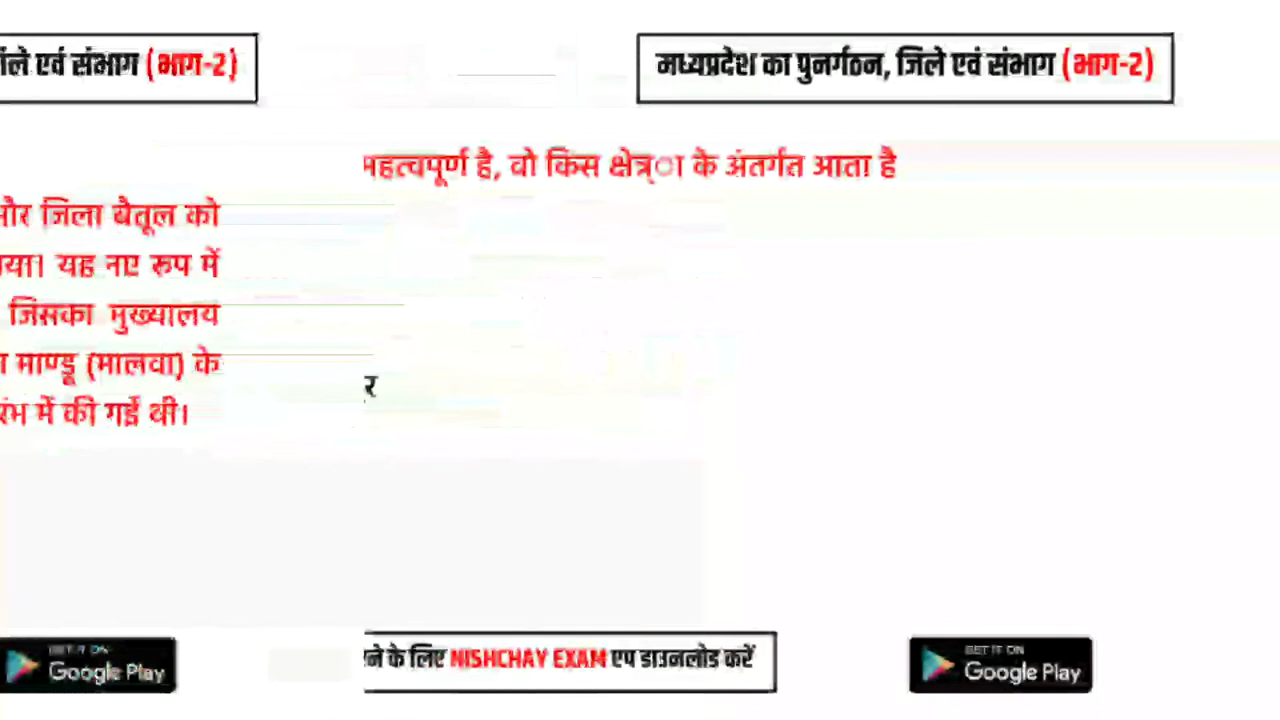 र्जिले एवं संभाग (भाग-2)
मध्यप्रदेश का पुनर्गठन, जिले एवं संभाग (भाग-2)
महत्वपूर्ण है, वो किस क्षेत्र्ा के अंतर्गत आता है
और जिला बैतूल को
गया। यह नए रूप में
जिसका मुख्यालय
माण्डू (मालवा) के
र
में की गई थी।
के लिए NISHCHAY EXAM एप डाउनलोड करें
GET IT ON
Google Play
GET IT ON
Google Play